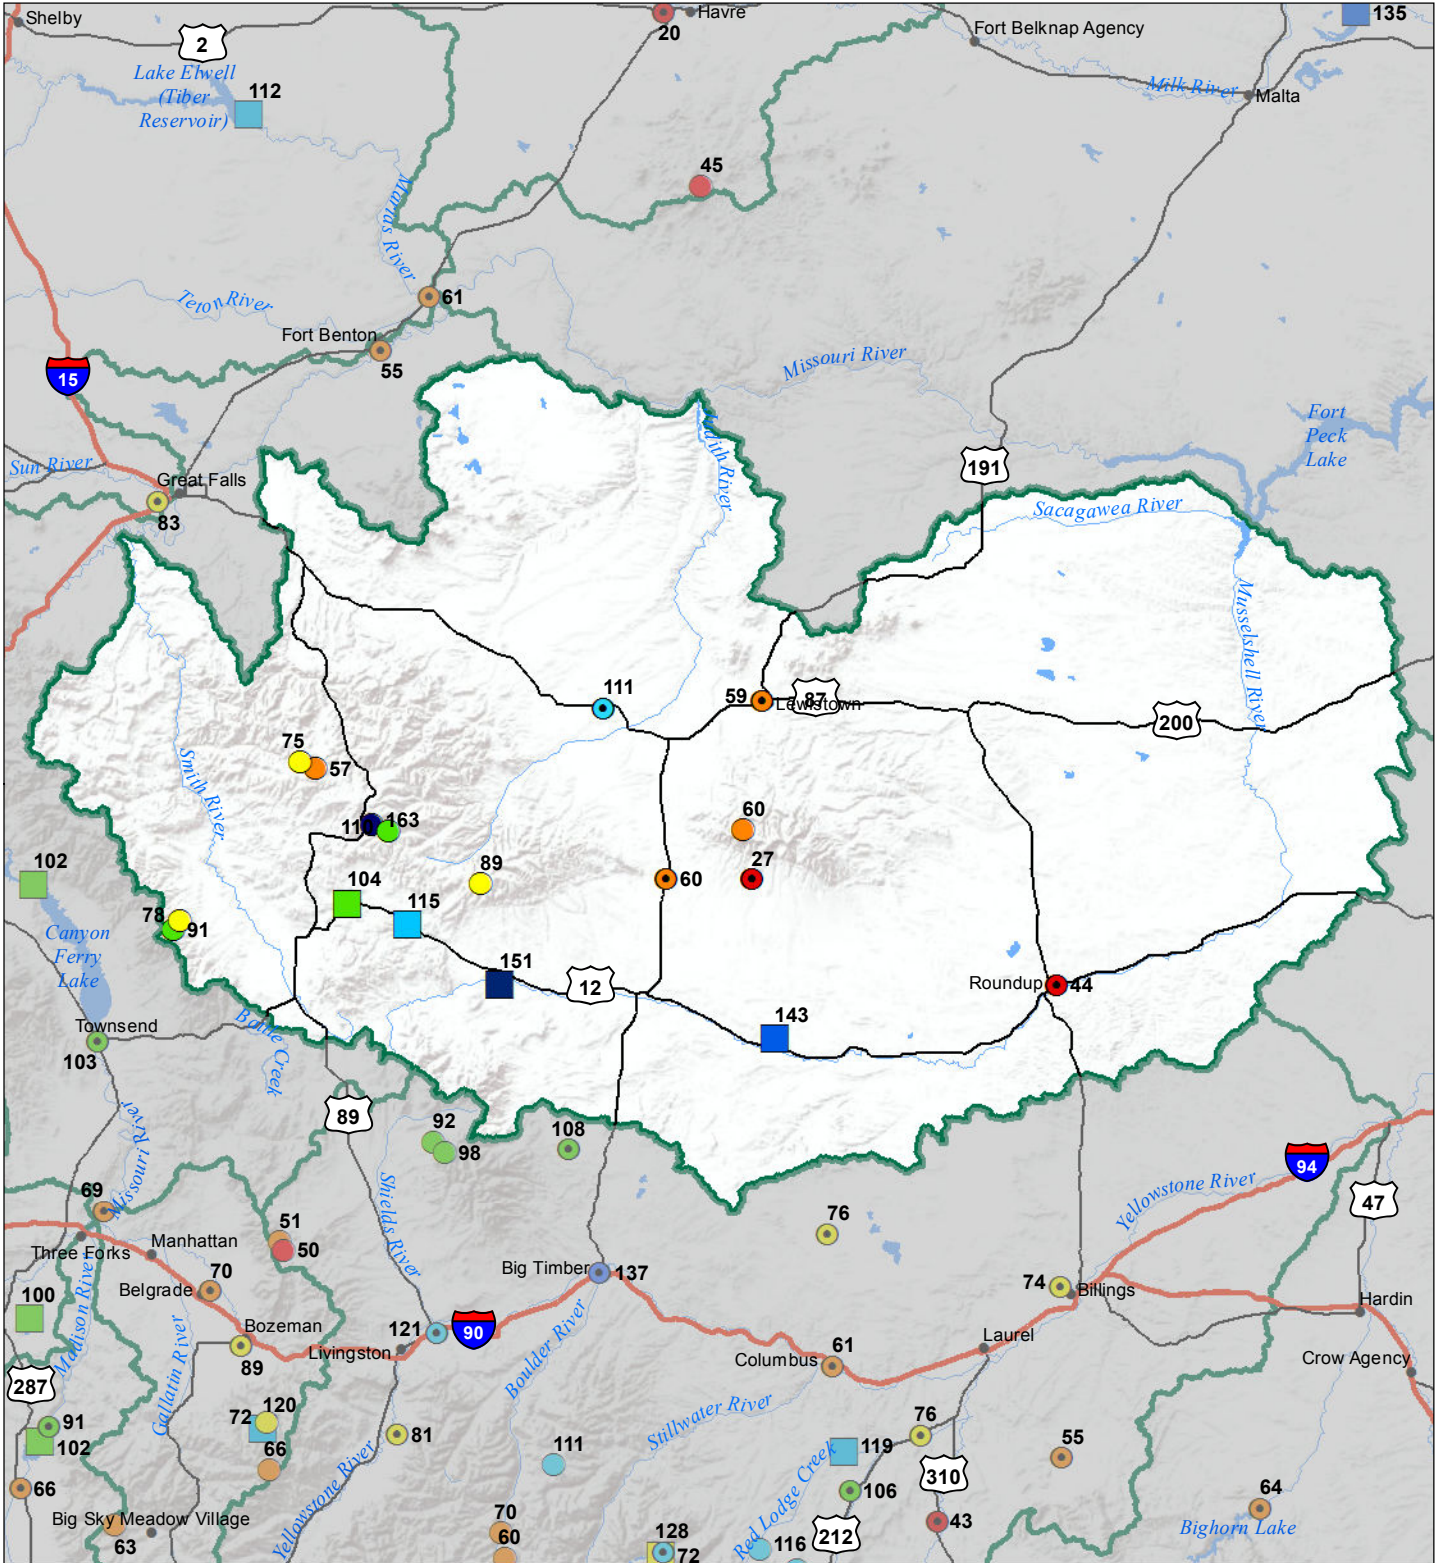 Shelby
2
Havre
20
Fort Belknap Agency
135
Lake Elwell
(Tiber
Reservoir)
112
Milk River
Malta
45
Marias River
Teton River
61
Fort Benton
55
Missouri River
15
Fort
Peck
Lake
Judith River
191
Sun River
Great Falls
83
Sacagawea River
Musselshell River
111
59
87
Lewistown
200
75
57
Smith River
110
163
60
102
89
27
60
104
115
78
91
Canyon
Ferry
Lake
151
12
Roundup
44
143
Townsend
103
Battle Creek
89
92
98
108
Missouri River
94
69
Shields River
Yellowstone River
47
51
50
76
Three Forks
Manhattan
Belgrade
70
Big Timber
137
74
Billings
Hardin
100
Madison River
Bozeman
89
121
90
Livingston
Laurel
Columbus
61
Crow Agency
287
Gallatin River
Boulder River
91
102
72
120
66
81
111
Stillwater River
76
119
55
310
66
Yellowstone River
Red Lodge Creek
106
64
Big Sky Meadow Village
63
70
60
128
72
116
212
43
Bighorn Lake